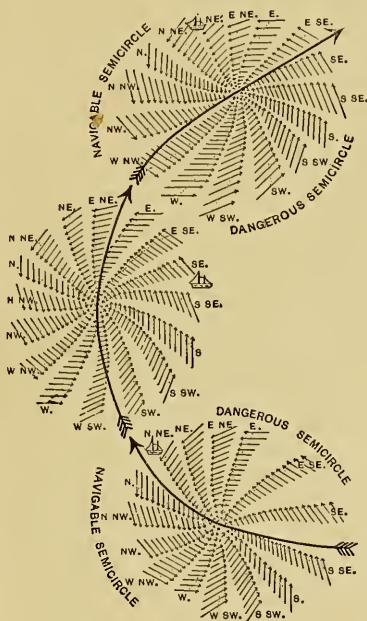 N NE. E NE. E.
E SE.
N.
SE.
N NW.
S SE.
NW.
S.
W NW.
S SW.
W.
SW.
W SW.
NAVIGABLE SEMICIRCLE
DANGEROUS SEMICIRCLE
E NE. E.
NE.
E SE.
N NE.
SE.
N.
S SE.
N NW.
NW.
S.
W NW.
S SW.
W.
SW.
W SW.
DANGEROUS SEMICIRCLE
N. NE. E NE. E.
E SE.
N.
SE.
N NW.
S SE.
NW.
W NW.
S.
W.
S SW.
W SW.
NAVIGABLE SEMICIRCLE